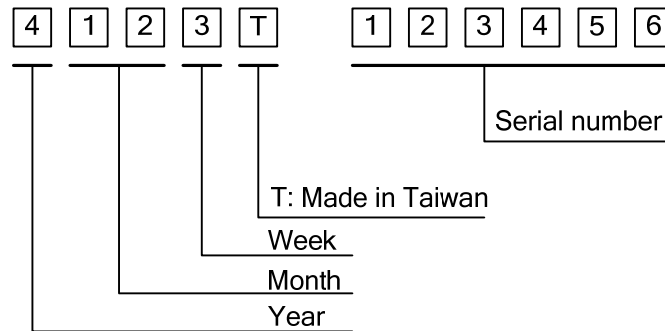 4 1 2 3 T 1 2 3 4 5 6
Serial number
T: Made in Taiwan
Week
Month
Year